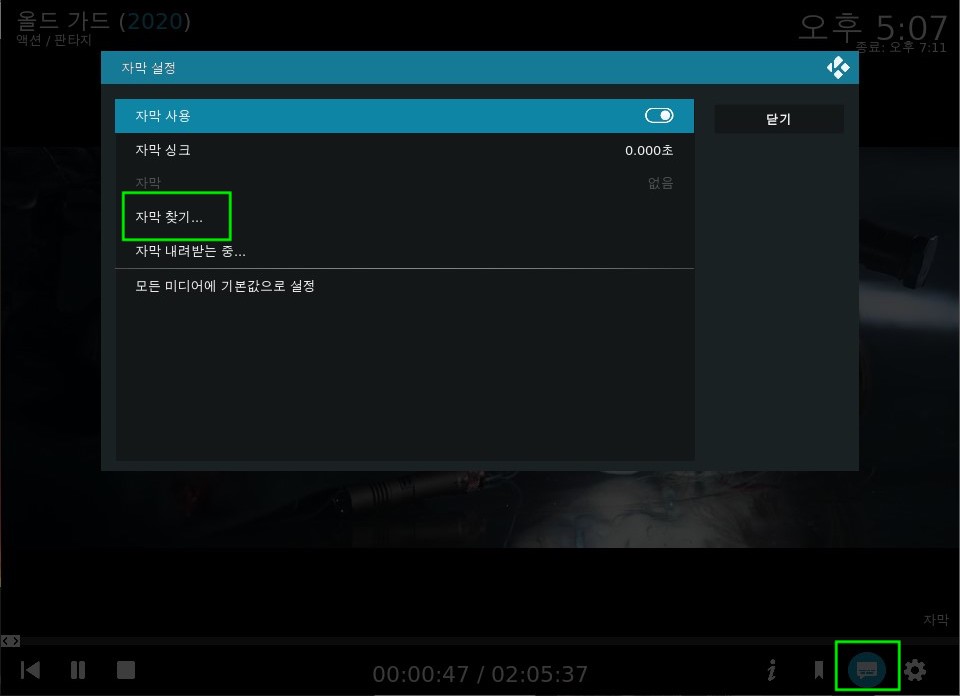 올드 가드 (2020)
액션 / 판타지
오후 5:07
종료: 오후 7:11
자막 설정
자막 사용
닫기
자막 싱크 0.000초
자막 없음
자막 찾기...
자막 내려받는 중...
모든 미디어에 기본값으로 설정
자막
00:00:47 / 02:05:37